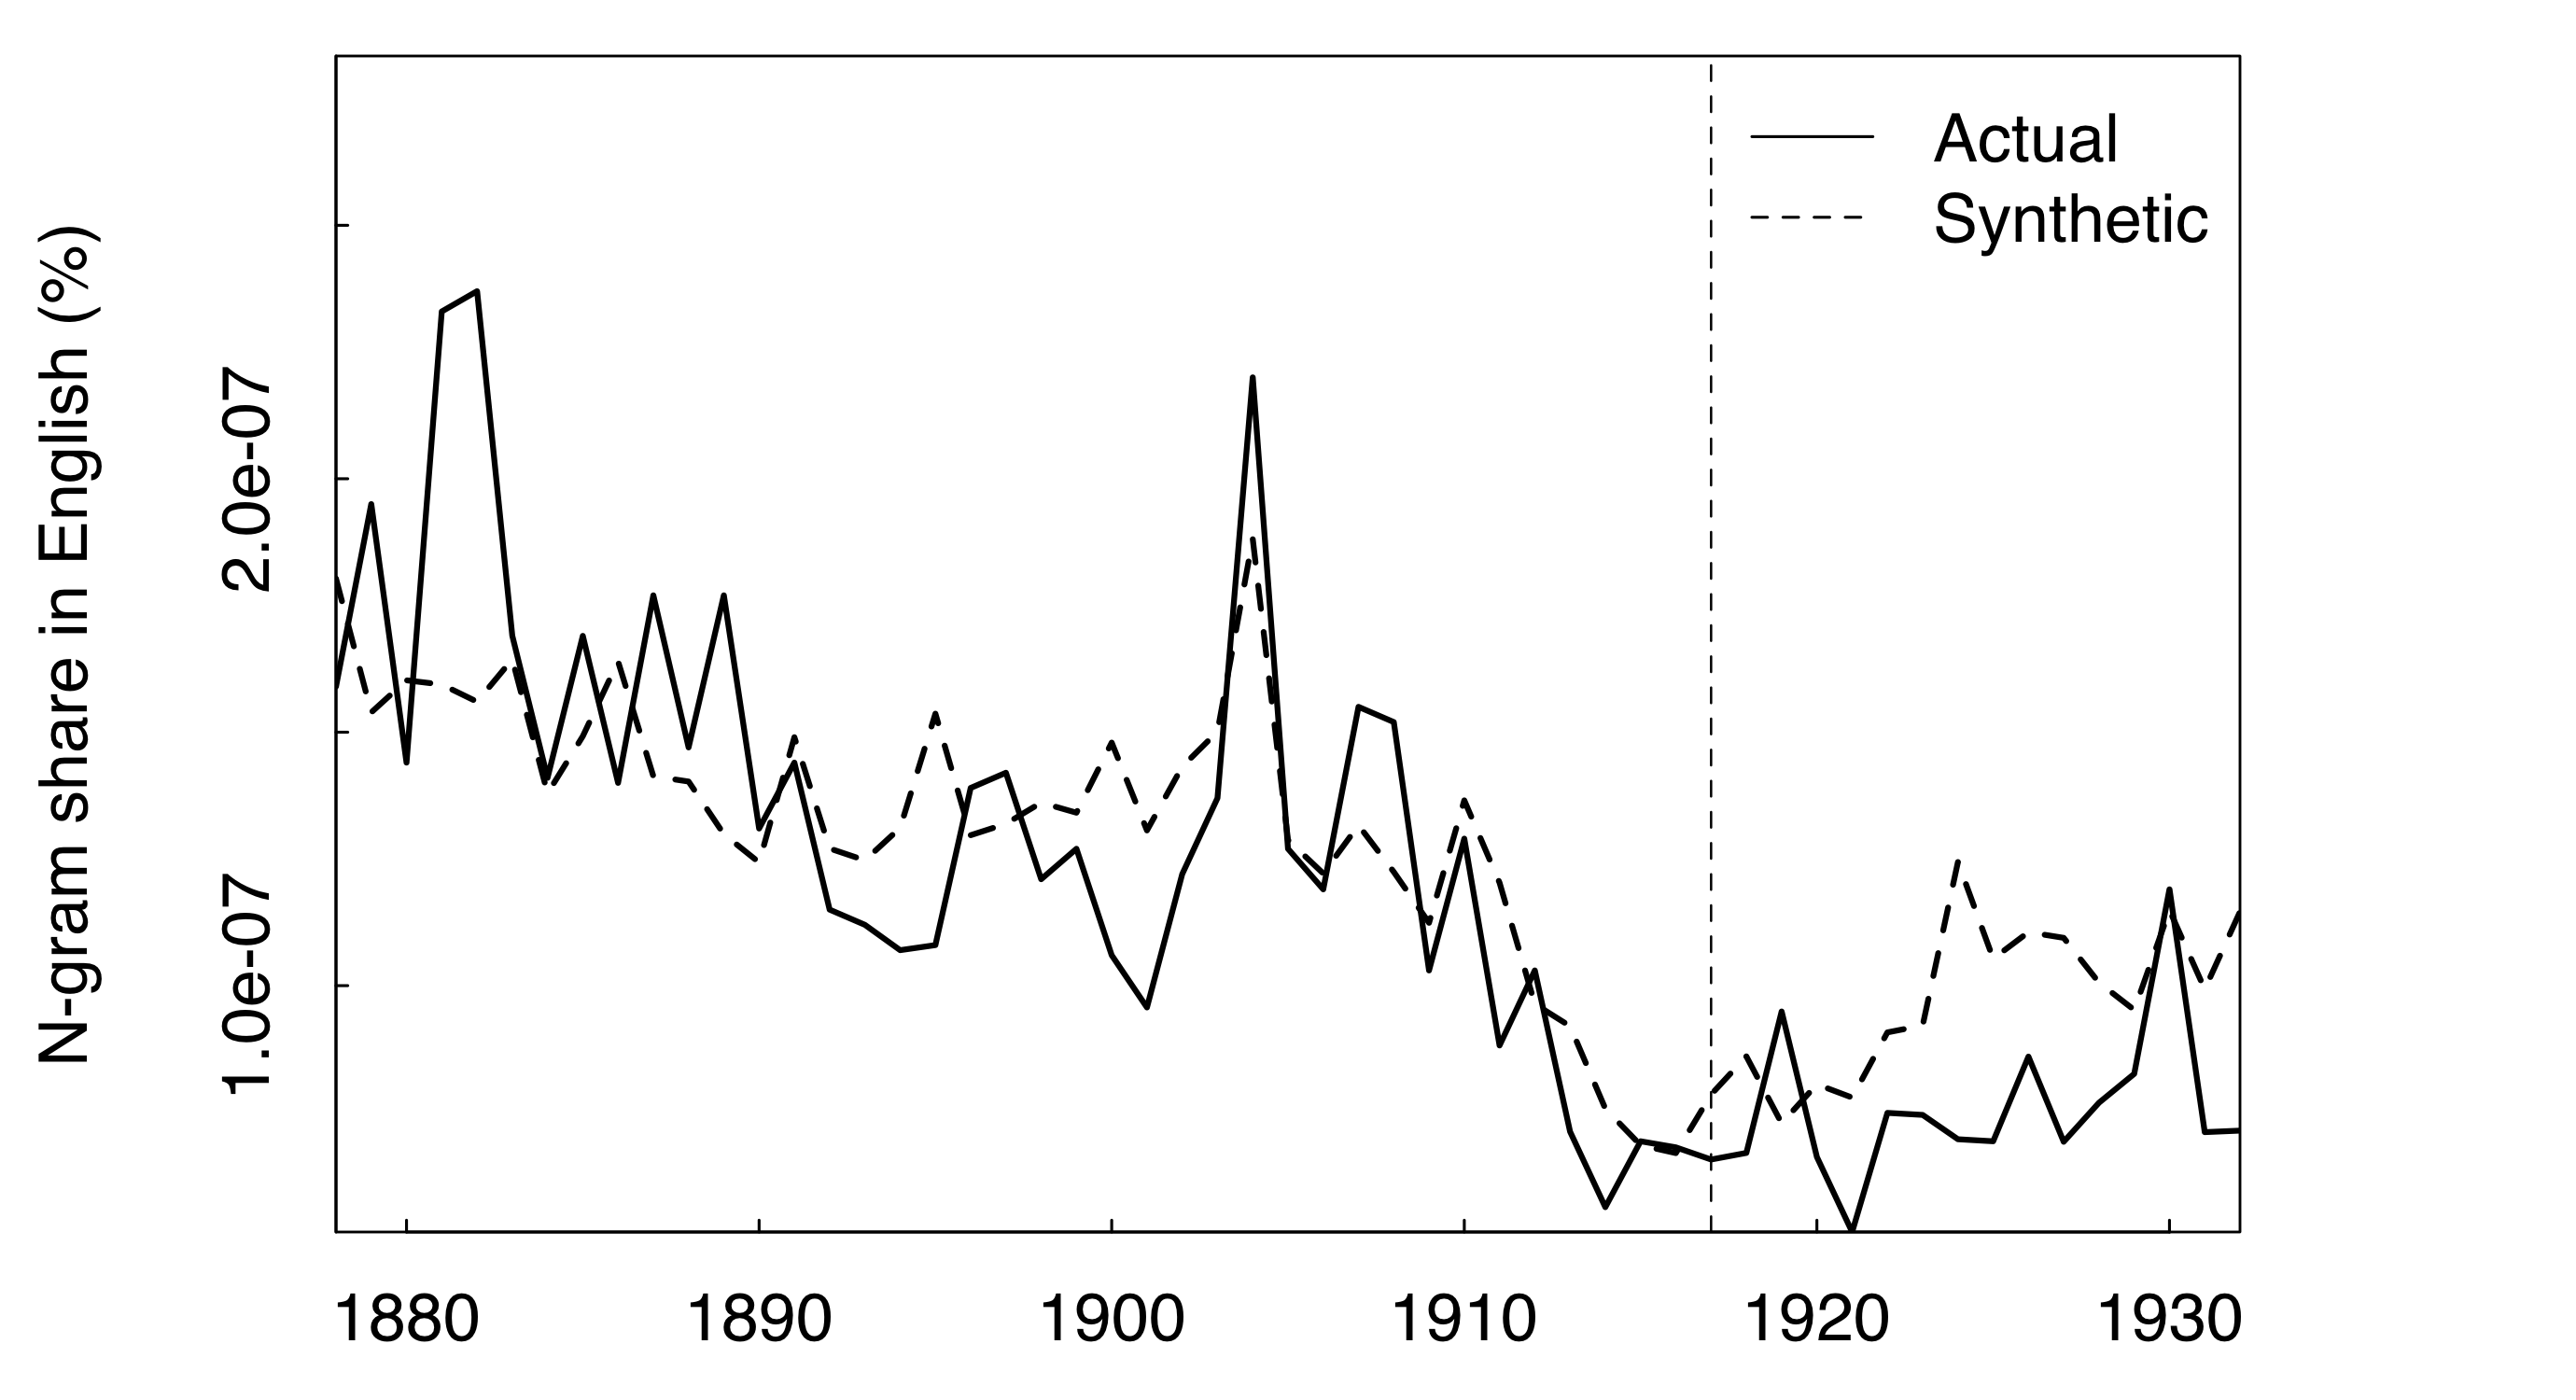 Actual
Synthetic
N-gram share in English (%)
2.0e-07
1.0e-07
1880 1890 1900 1910 1920 1930